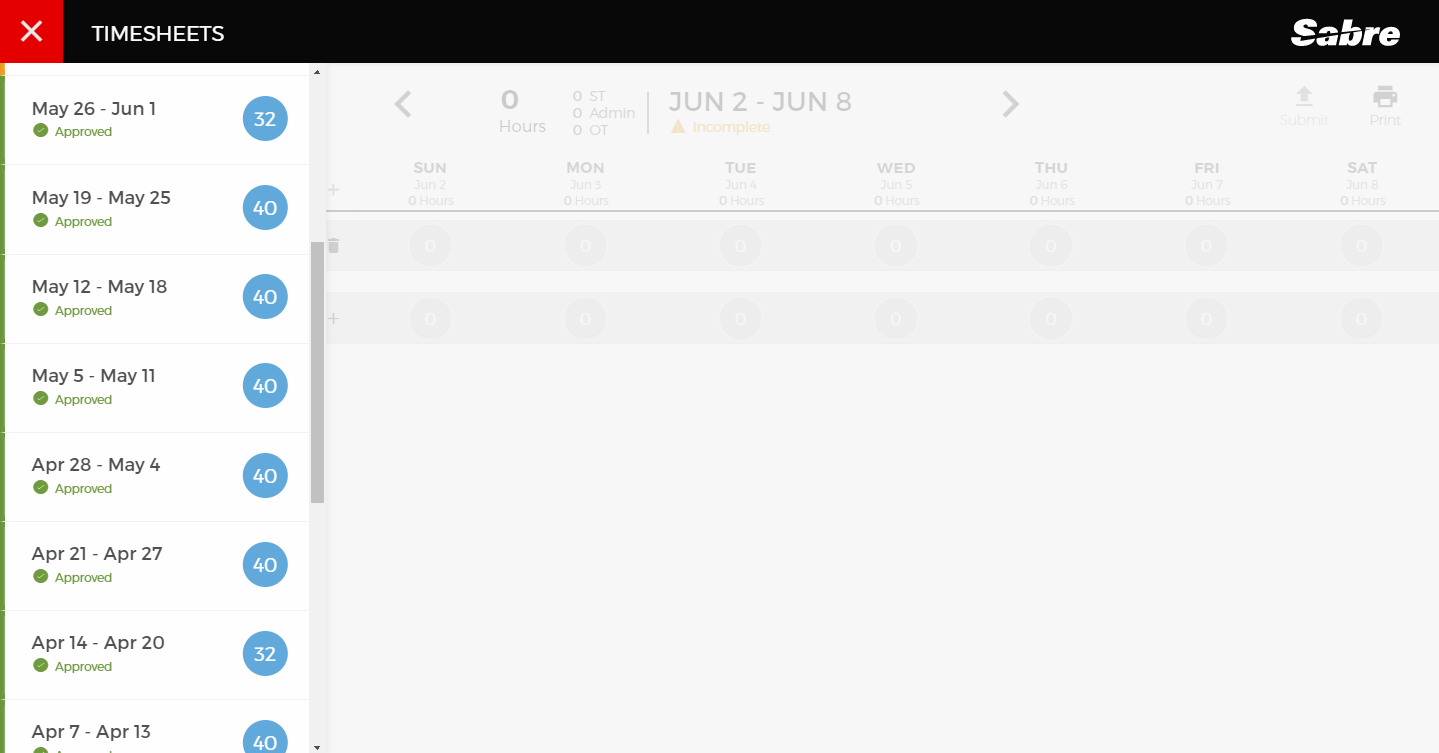 TIMESHEETS
Sabre
May 26 - Jun 1
Approved
32
May 19 - May 25
Approved
40
May 12 - May 18
Approved
40
May 5 - May 11
Approved
40
Apr 28 - May 4
Approved
40
Apr 21 - Apr 27
Approved
40
Apr 14 - Apr 20
Approved
32
Apr 7 - Apr 13
40
0
Hours
0 ST
0 Admin
0 OT
JUN 2 - JUN 8
Incomplete
Submit
Print
SUN MON TUE WED THU FRI SAT
Jun 2 Jun 3 Jun 4 Jun 5 Jun 6 Jun 7 Jun 8
0 Hours 0 Hours 0 Hours 0 Hours 0 Hours 0 Hours 0 Hours
0 0 0 0 0 0 0
0 0 0 0 0 0 0